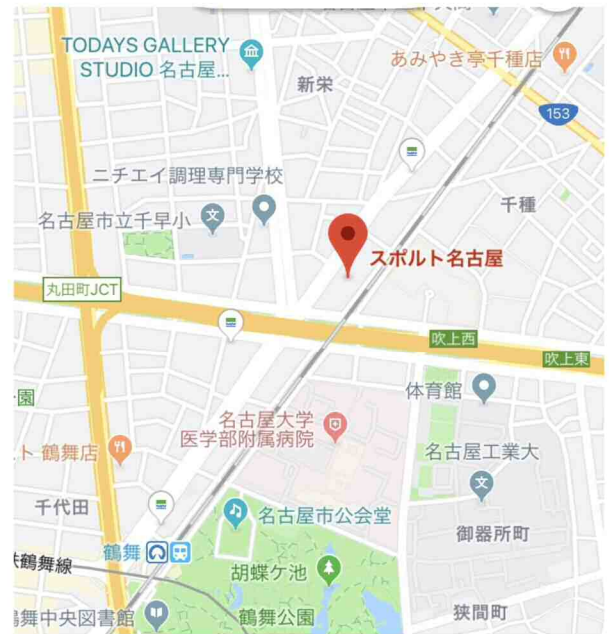 TODAYS GALLERY
STUDIO 名古屋...
あみやき亭千種店
新栄
153
ニチエイ調理専門学校
千種
名古屋市立千早小
スポルト名古屋
丸田町JCT
吹上西
吹上東
体育館
園
名古屋大学
医学部附属病院
ト 鶴舞店
名古屋工業大
千代田
名古屋市公会堂
御器所町
鶴舞
鶴舞線
胡蝶ケ池
舞中央図書館
鶴舞公園
狭間町